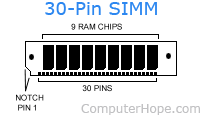 30-Pin SIMM
9 RAM CHIPS
30 PINS
NOTCH
PIN 1
ComputerHope.com